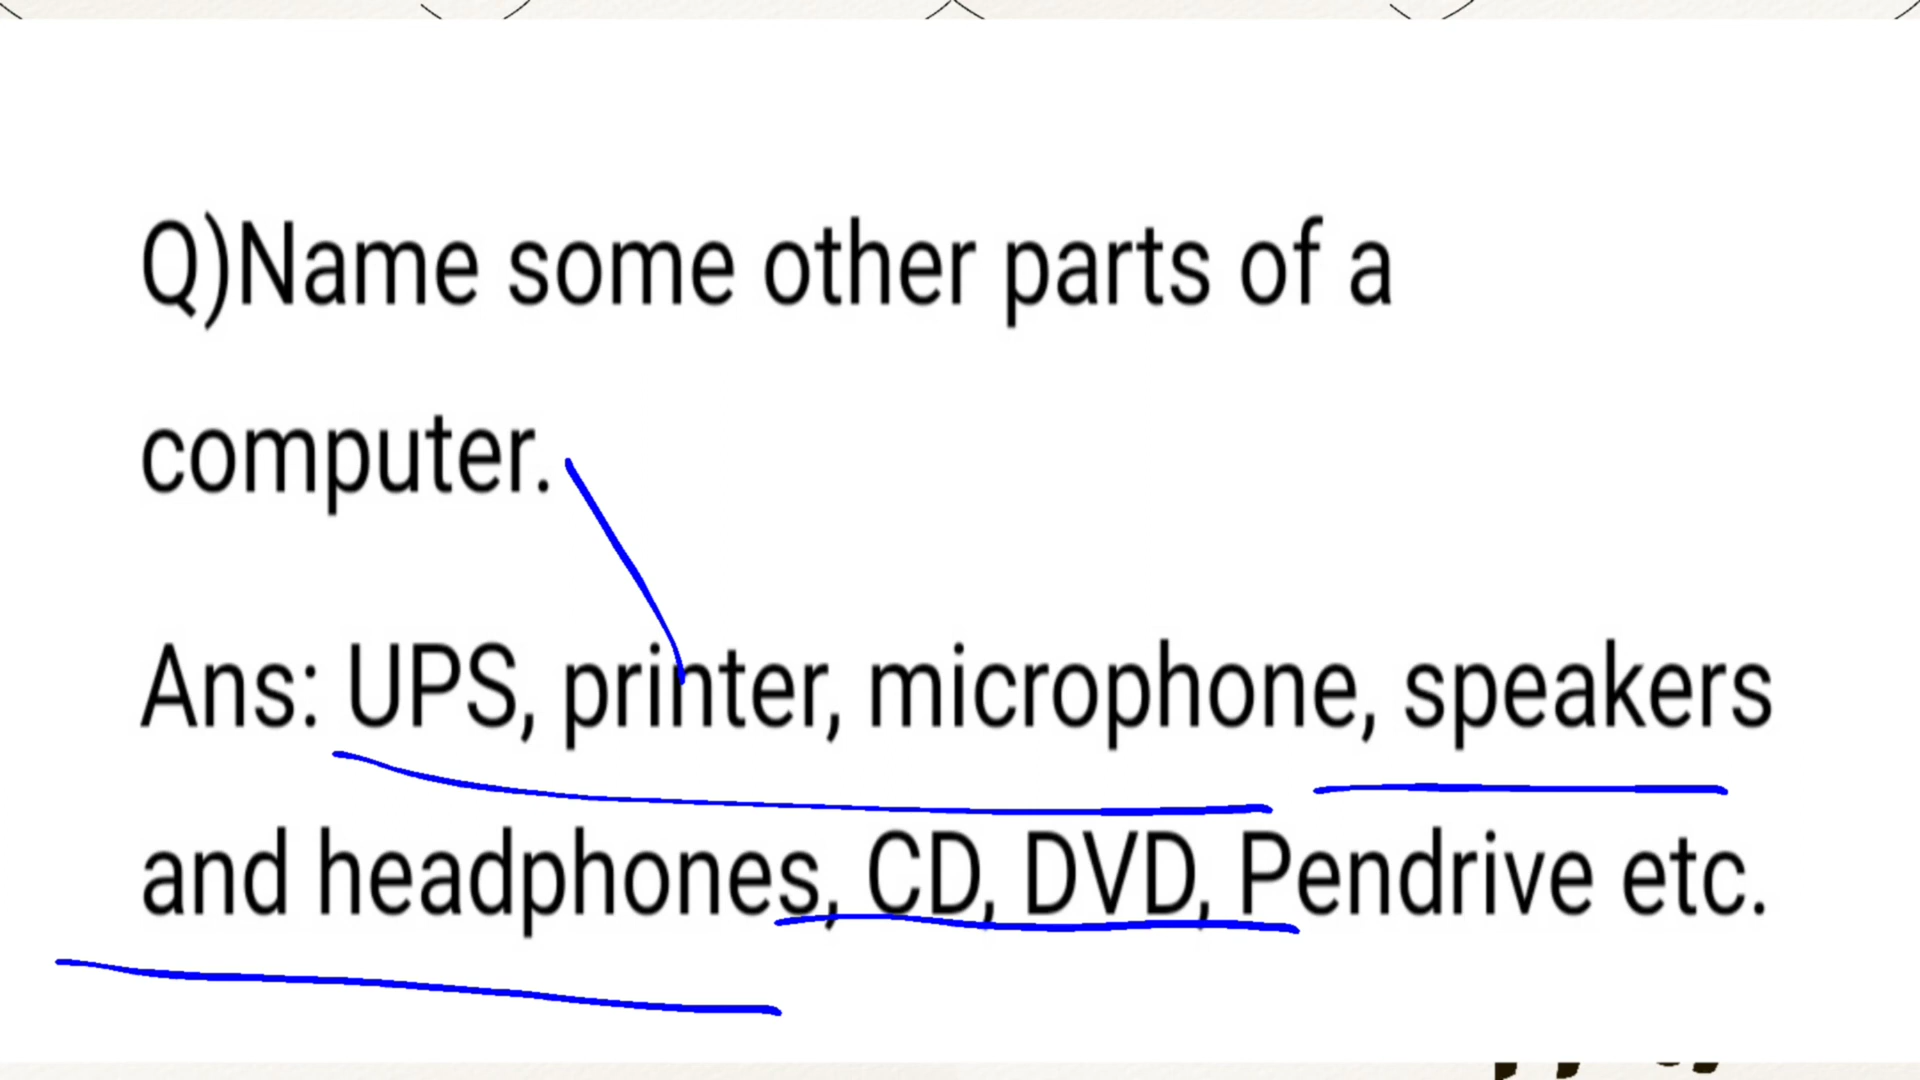 Q)Name some other parts of a
computer.
Ans: UPS, printer, microphone, speakers
and headphones, CD, DVD, Pendrive etc.